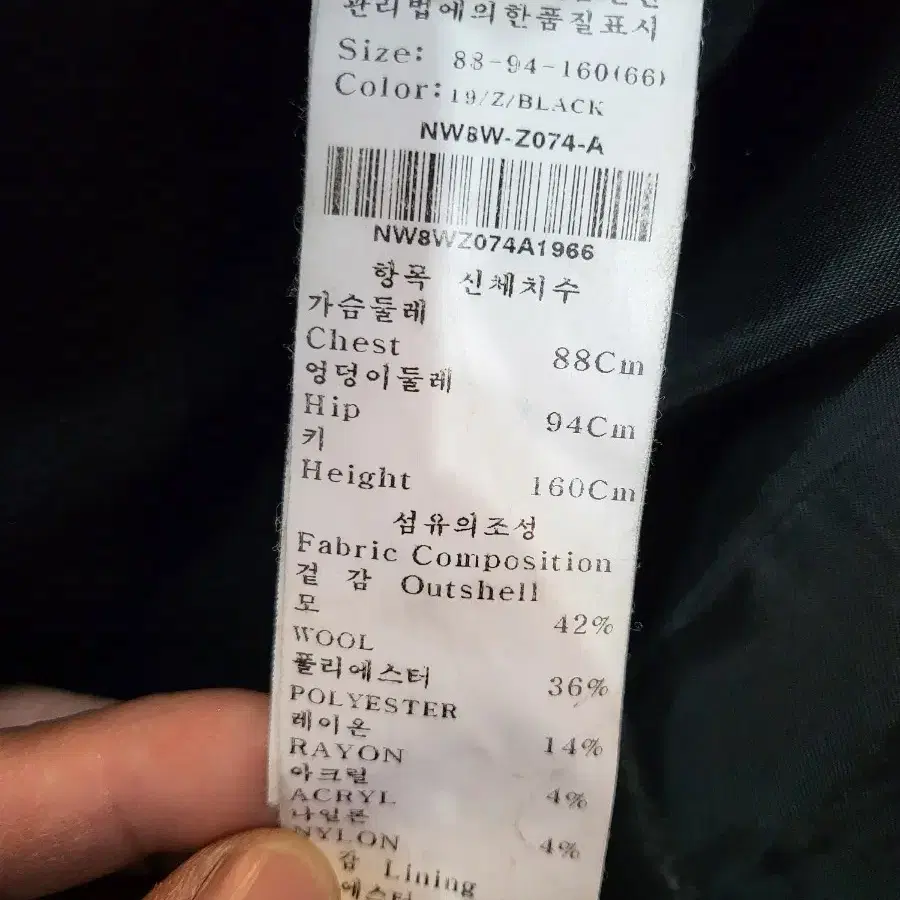 관리법에의한품질표시
Size: 88-94-160(66)
Color: 19/Z/BLACK
NW8W-Z074-A
NW8WZ074A1966
항목 신체치수
가슴둘레
Chest 88Cm
엉덩이둘레
Hip 94Cm
키
Height 160Cm
섬유의조성
Fabric Composition
겉 감 Outshell
모 42%
WOOL
폴리에스터 36%
POLYESTER
레이온 14%
RAYON
아크릴 4%
ACRYL
나일론 4%
NYLON
감 Lining
에스터